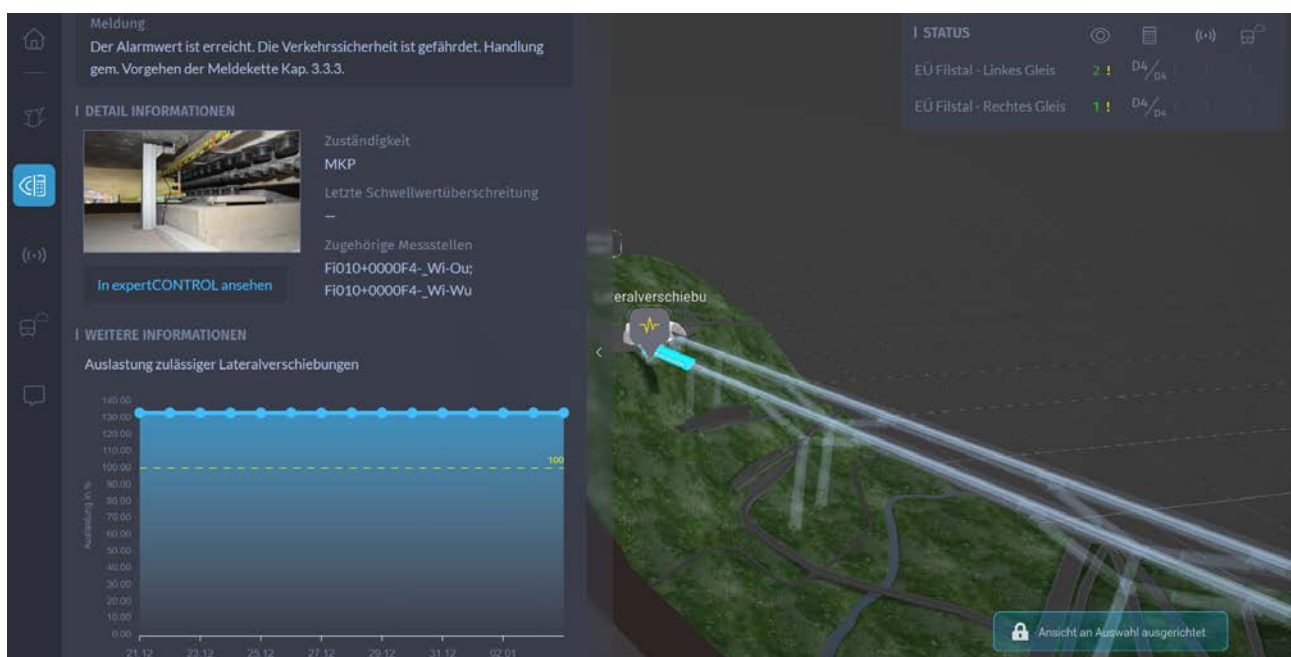 Meldung
Der Alarmwert ist erreicht. Die Verkehrssicherheit ist gefährdet. Handlung
gem. Vorgehen der Meldekette Kap. 3.3.3.
DETAIL INFORMATIONEN
Zuständigkeit
MKP
Letzte Schwellwertüberschreitung
--
Zugehörige Messstellen
Fi010+0000F4-_Wi-Ou;
Fi010+0000F4-_Wi-Wu
In expertCONTROL ansehen
WEITERE INFORMATIONEN
Auslastung zulässiger Lateralverschiebungen
Auslastung in %
140.00
130.00
120.00
110.00
100.00
90.00
80.00
70.00
60.00
50.00
40.00
30.00
20.00
10.00
0.00
100
21.12 23.12 25.12 27.12 29.12 31.12 02.01
STATUS
EÜ Filstal - Linkes Gleis 2 ! D4/D4
EÜ Filstal - Rechtes Gleis 1 ! D4/D4
eralverschiebu
Ansicht an Auswahl ausgerichtet